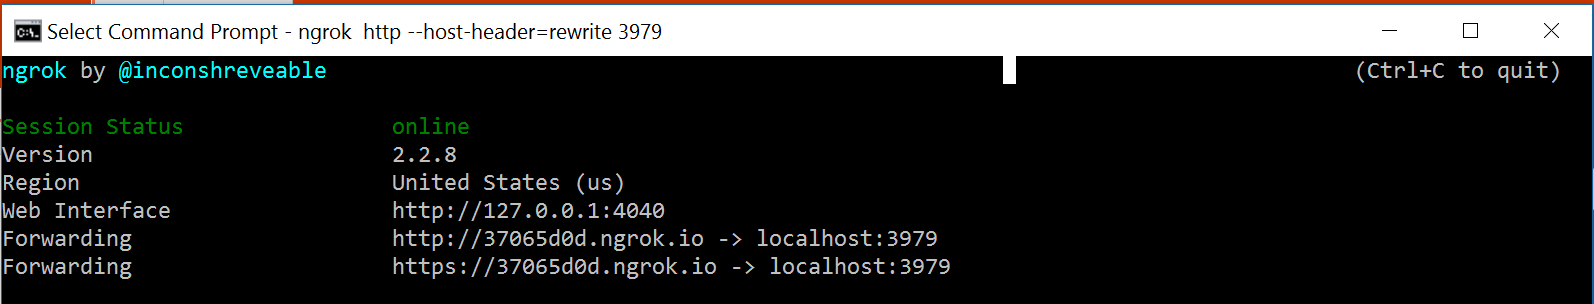 Select Command Prompt - ngrok  http --host-header=rewrite 3979
ngrok by @inconshreveable (Ctrl+C to quit)
Session Status online
Version 2.2.8
Region United States (us)
Web Interface http://127.0.0.1:4040
Forwarding http://37065d0d.ngrok.io -> localhost:3979
Forwarding https://37065d0d.ngrok.io -> localhost:3979